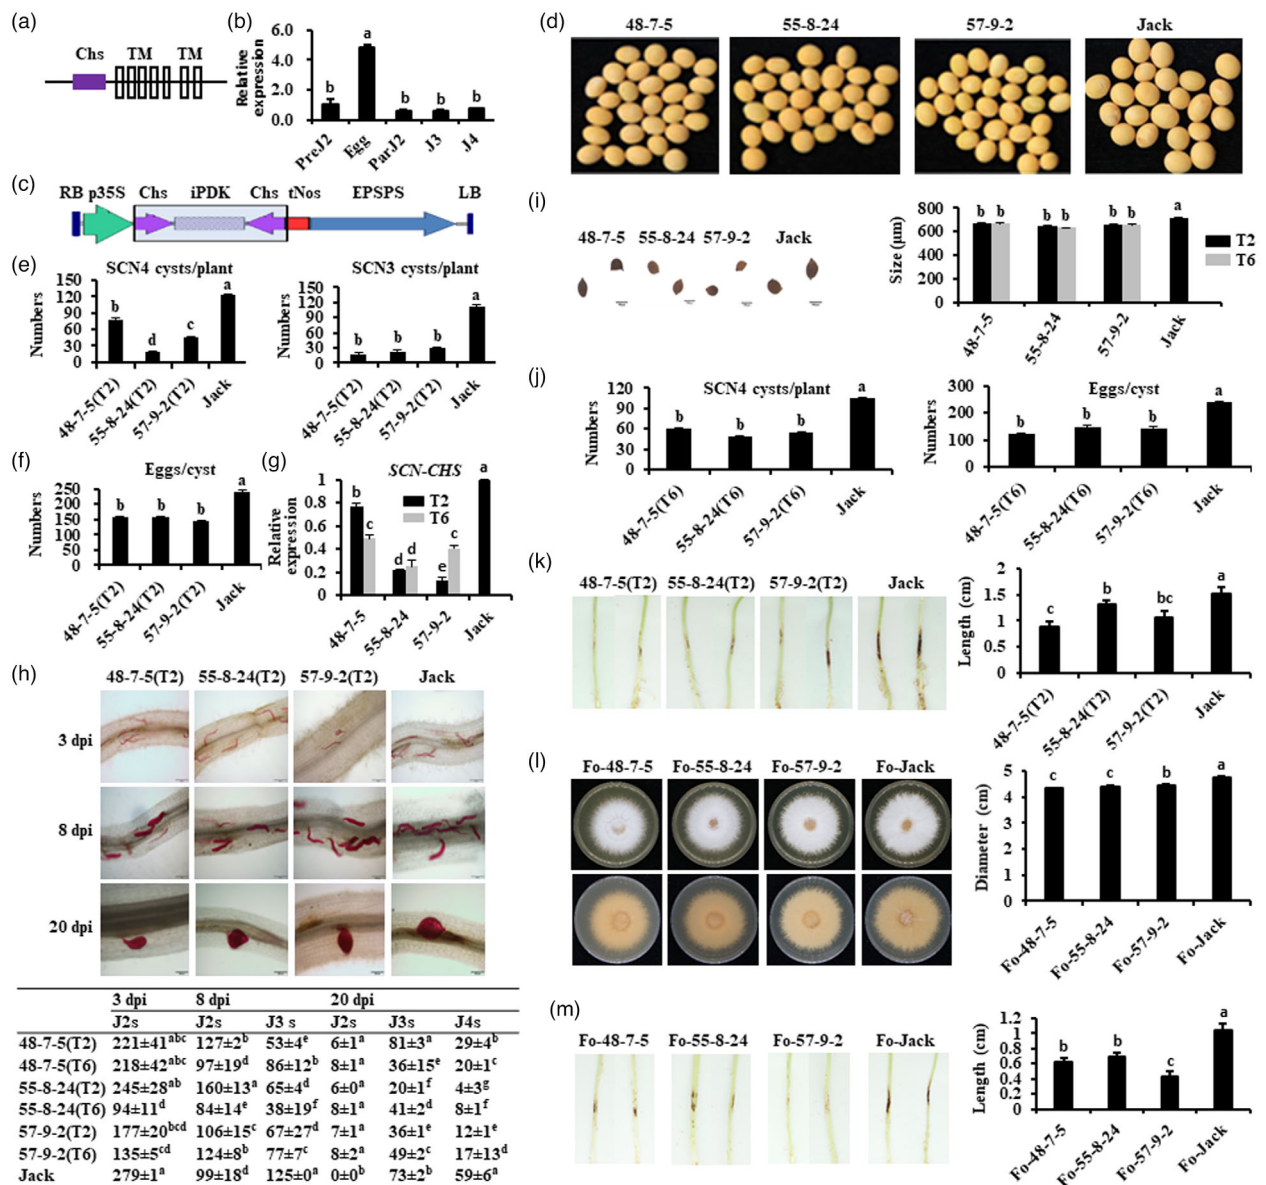 (a)
Chs TM TM
(b)
Relative expression
6.0
4.0
2.0
0.0
b a b b b
PreJ2 Egg ParJ2 J3 J4
(c)
RB p35S Chs iPDK Chs tNos EPSPS LB
(d)
48-7-5 55-8-24 57-9-2 Jack
(e)
SCN4 cysts/plant
Numbers
150
120
90
60
30
0
b d c a
48-7-5(T2) 55-8-24(T2) 57-9-2(T2) Jack
SCN3 cysts/plant
Numbers
150
120
90
60
30
0
b b b a
48-7-5(T2) 55-8-24(T2) 57-9-2(T2) Jack
(f)
Eggs/cyst
Numbers
250
200
150
100
50
0
b b b a
48-7-5(T2) 55-8-24(T2) 57-9-2(T2) Jack
(g)
SCN-CHS
Relative expression
1
0.8
0.6
0.4
0.2
0
T2
T6
b c d d e c a
48-7-5 55-8-24 57-9-2 Jack
(h)
48-7-5(T2) 55-8-24(T2) 57-9-2(T2) Jack
3 dpi
8 dpi
20 dpi
3 dpi 8 dpi 20 dpi
J2s J2s J3 s J2s J3s J4s
48-7-5(T2) 221±41abc 127±2b 53±4e 6±1a 81±3a 29±4b
48-7-5(T6) 218±42abc 97±19d 86±12b 8±1a 36±15e 20±1c
55-8-24(T2) 245±28ab 160±13a 65±4d 6±0a 20±1f 4±3g
55-8-24(T6) 94±11d 84±14e 38±19f 8±1a 41±2d 8±1f
57-9-2(T2) 177±20bcd 106±15c 67±27d 7±1a 36±1e 12±1e
57-9-2(T6) 135±5cd 124±8b 77±7c 8±2a 49±2c 17±13d
Jack 279±1a 99±18d 125±0a 0±0b 73±2b 59±6a
(i)
48-7-5 55-8-24 57-9-2 Jack
Size (μm)
800
600
400
200
0
b b b b b b a
T2
T6
48-7-5 55-8-24 57-9-2 Jack
(j)
SCN4 cysts/plant
Numbers
120
90
60
30
0
b b b a
48-7-5(T6) 55-8-24(T6) 57-9-2(T6) Jack
Eggs/cyst
Numbers
300
200
100
0
b b b a
48-7-5(T6) 55-8-24(T6) 57-9-2(T6) Jack
(k)
48-7-5(T2) 55-8-24(T2) 57-9-2(T2) Jack
Length (cm)
2
1.5
1
0.5
0
c b bc a
48-7-5(T2) 55-8-24(T2) 57-9-2(T2) Jack
(l)
Fo-48-7-5 Fo-55-8-24 Fo-57-9-2 Fo-Jack
Diameter (cm)
5
4
3
2
1
0
c c b a
Fo-48-7-5 Fo-55-8-24 Fo-57-9-2 Fo-Jack
(m)
Fo-48-7-5 Fo-55-8-24 Fo-57-9-2 Fo-Jack
Length (cm)
1.2
1
0.8
0.6
0.4
0.2
0
b b c a
Fo-48-7-5 Fo-55-8-24 Fo-57-9-2 Fo-Jack